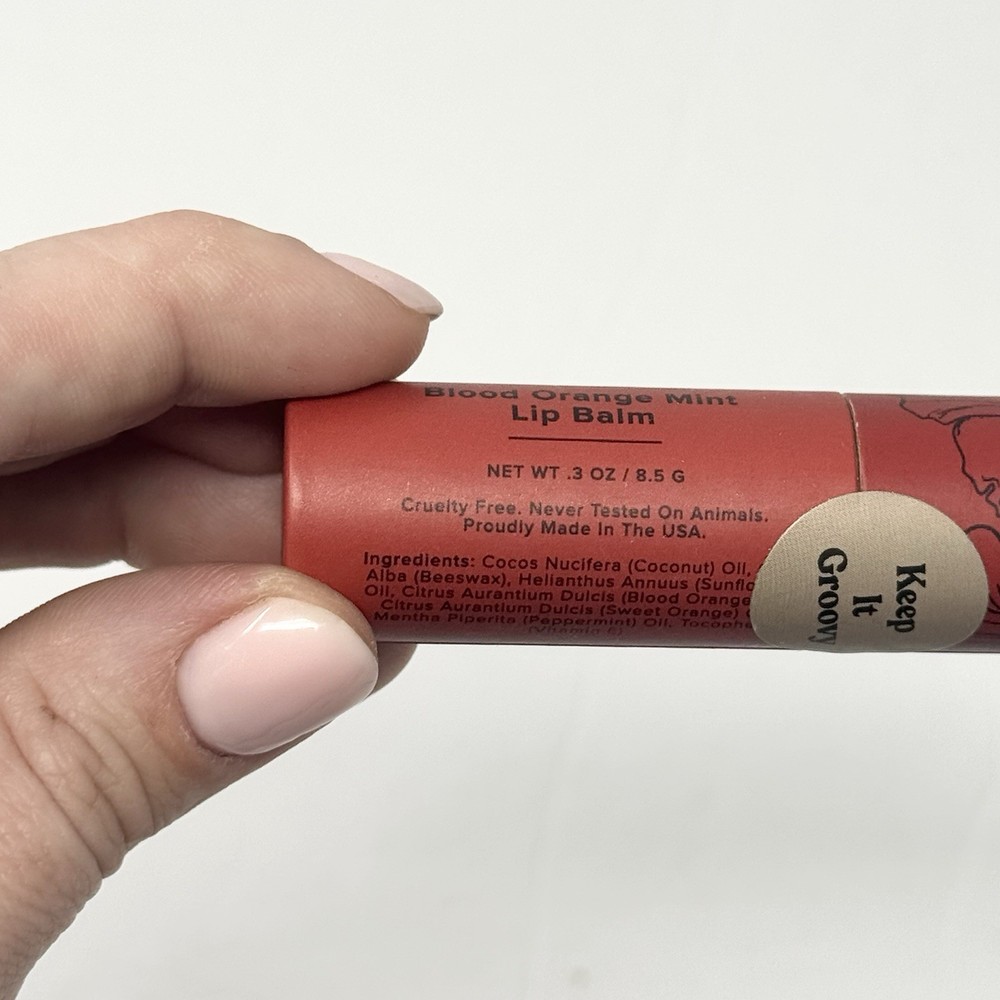 Blood Orange Mint
Lip Balm
NET WT .3 OZ / 8.5 G
Cruelty Free. Never Tested On Animals.
Proudly Made In The USA.
Ingredients: Cocos Nucifera (Coconut) Oil,
Alba (Beeswax), Helianthus Annuus
Oil, Citrus Aurantium Dulcis (Blood Orange
Citrus Aurantium Dulcis (Sweet Orange)
Mentha Piperita (Peppermint) Oil,
(Vitamin E)
Keep
It
Groovy